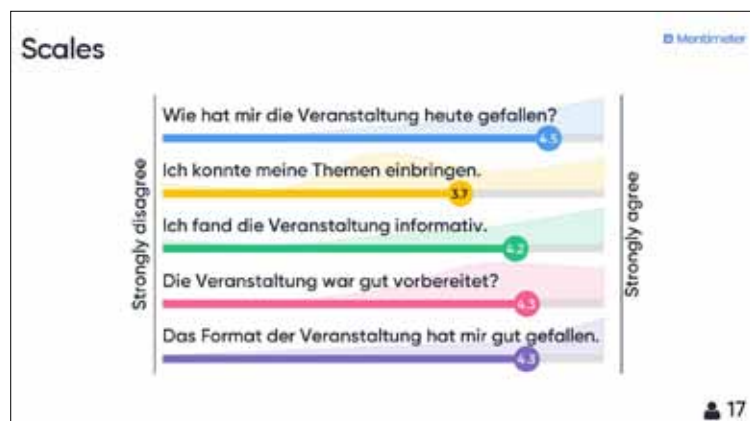 Scales
Mentimeter
Strongly disagree
Wie hat mir die Veranstaltung heute gefallen?
4.5
Ich konnte meine Themen einbringen.
3.7
Ich fand die Veranstaltung informativ.
4.2
Die Veranstaltung war gut vorbereitet?
4.3
Das Format der Veranstaltung hat mir gut gefallen.
4.3
Strongly agree
17